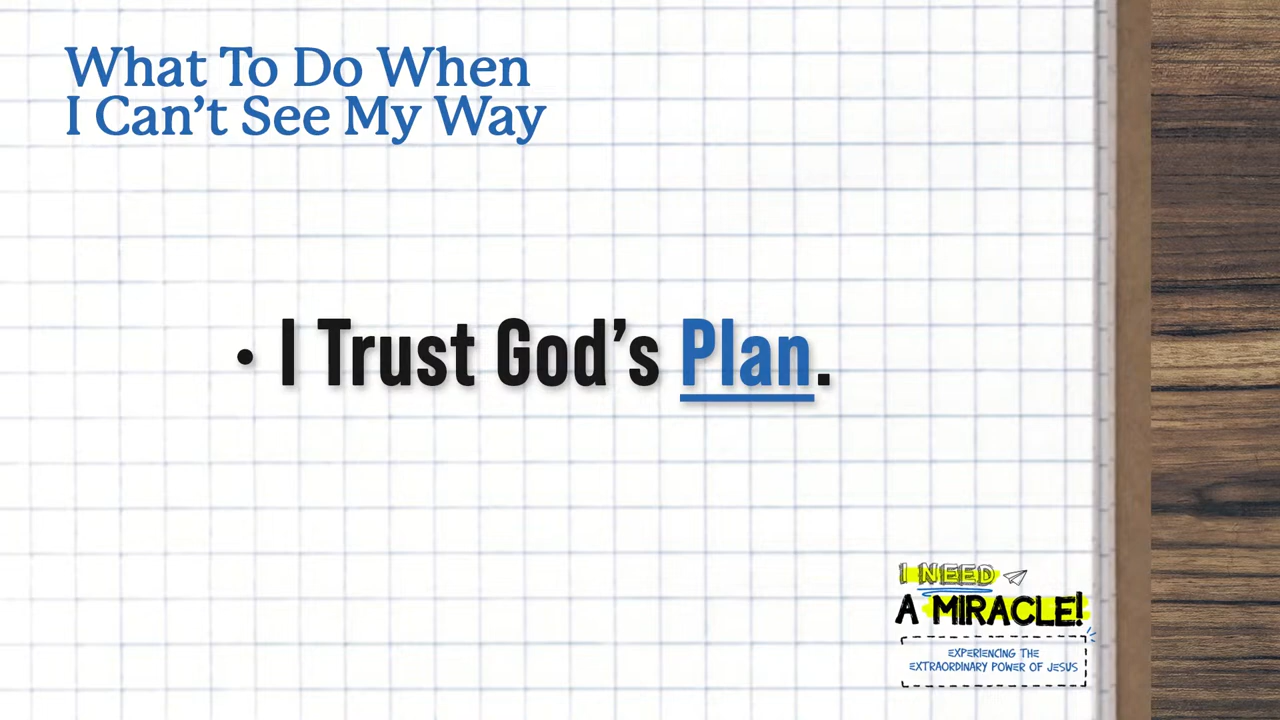 What To Do When
I Can't See My Way
• I Trust God's Plan.
I NEED
A MIRACLE!
EXPERIENCING THE
EXTRAORDINARY POWER OF JESUS